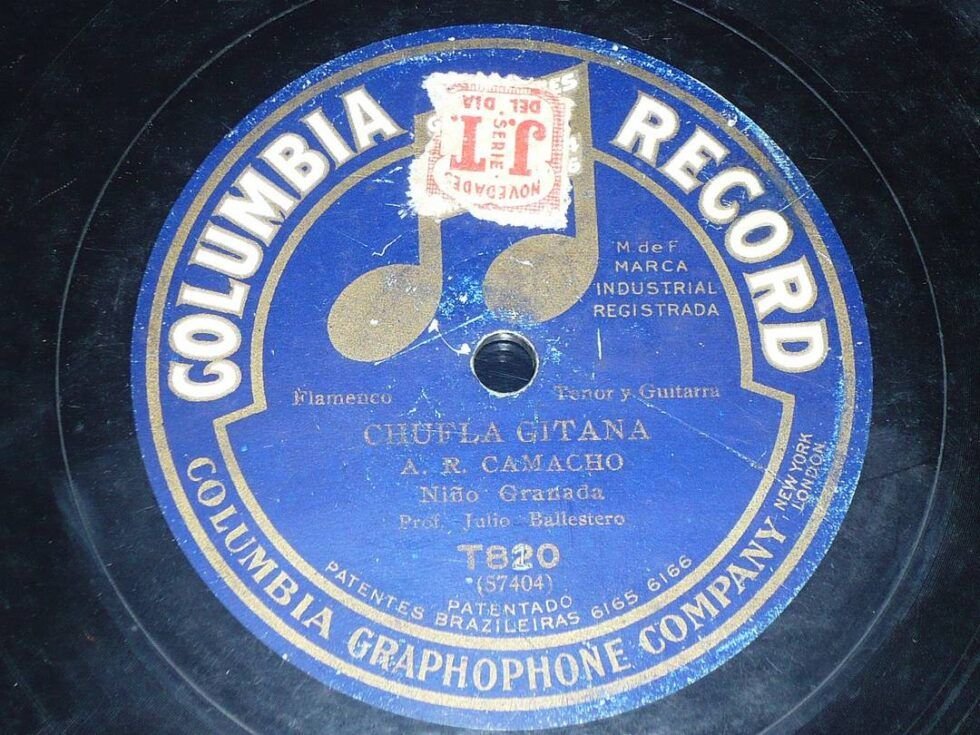 COLUMBIA RECORD
NOVEDADES
J.T.
SERIE
DEL DIA
M de F
MARCA
INDUSTRIAL
REGISTRADA
Flamenco
Tenor y Guitarra
CHUFLA GITANA
A. R. CAMACHO
Niño Granada
Prof. Julio Ballestero
T820
(57404)
PATENTADO
PATENTES BRAZILEIRAS 6165 6166
COLUMBIA GRAPHOPHONE COMPANY
NEW YORK
LONDON